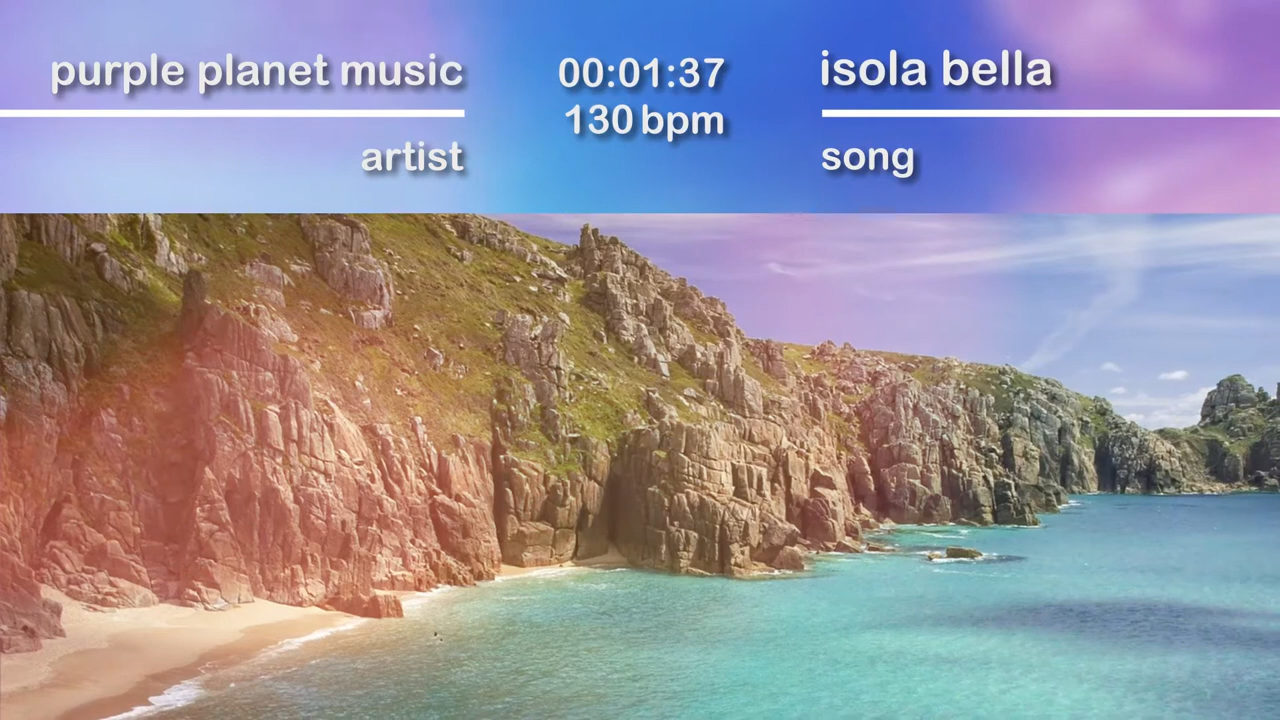 purple planet music
artist
00:01:37
130 bpm
isola bella
song